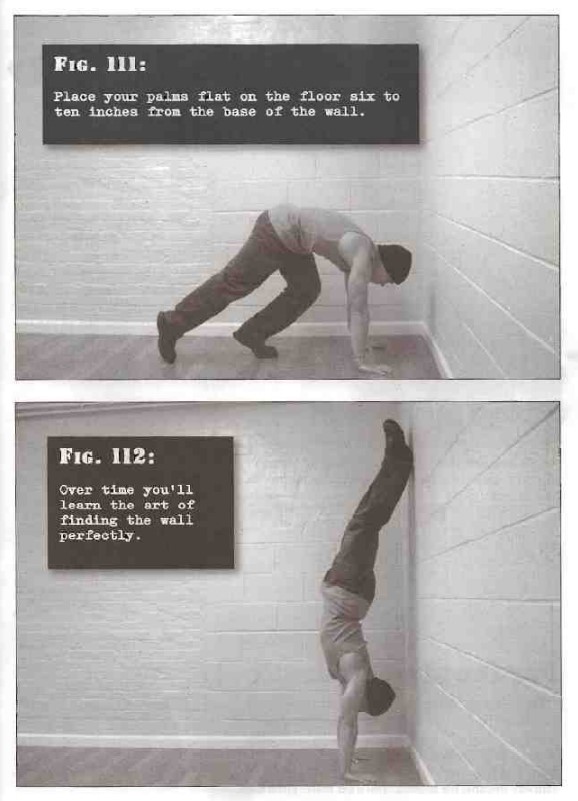 Fig. 111:
Place your palms flat on the floor six to
ten inches from the base of the wall.
Fig. 112:
Over time you'll
learn the art of
finding the wall
perfectly.